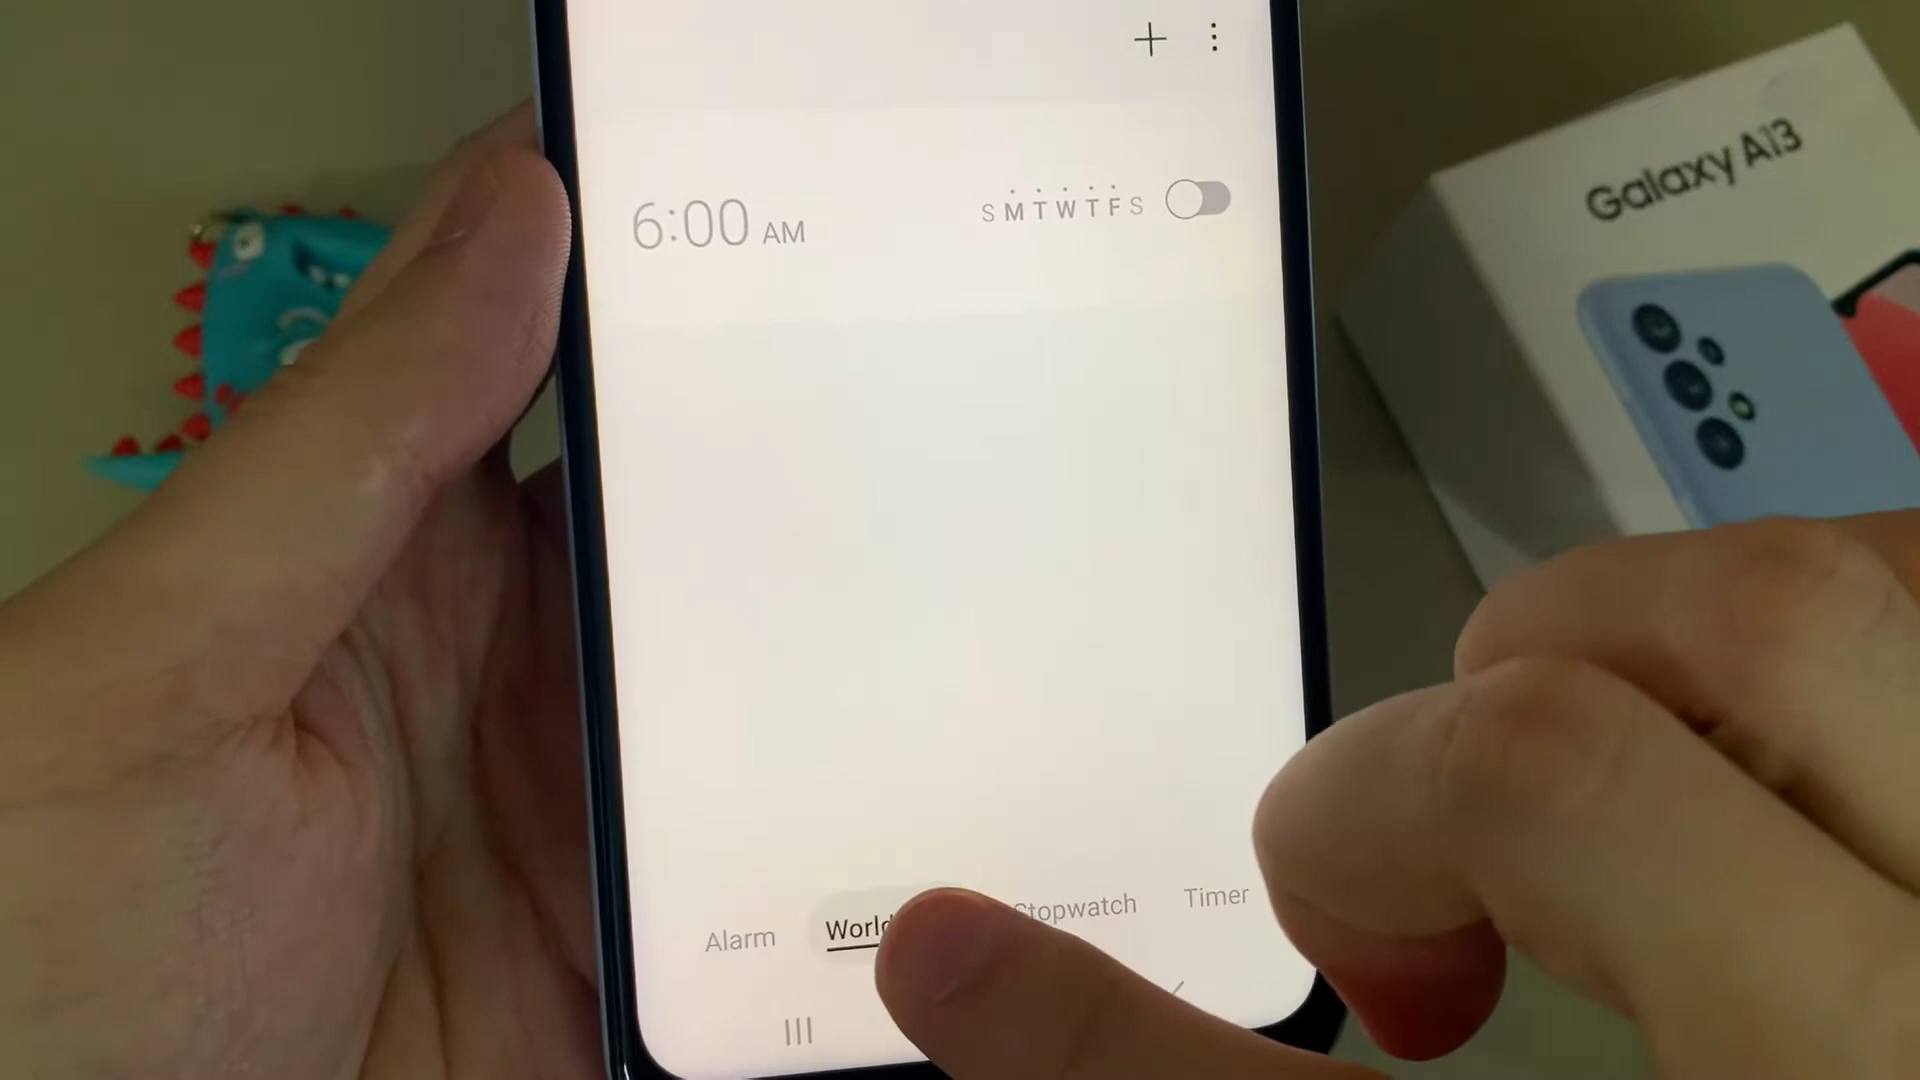 Galaxy A13
6:00 AM
S M T W T F S
Alarm
World
Stopwatch
Timer